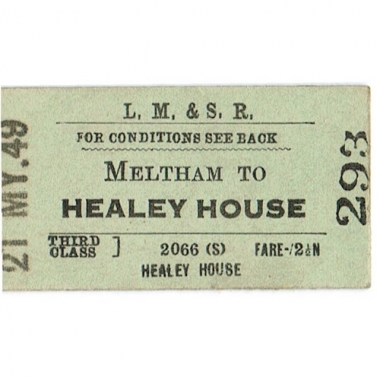 L. M. & S. R.
FOR CONDITIONS SEE BACK
MELTHAM TO
HEALEY HOUSE
THIRD CLASS ] 2066 (S) FARE-/2½N
HEALEY HOUSE
21 MY.49
293